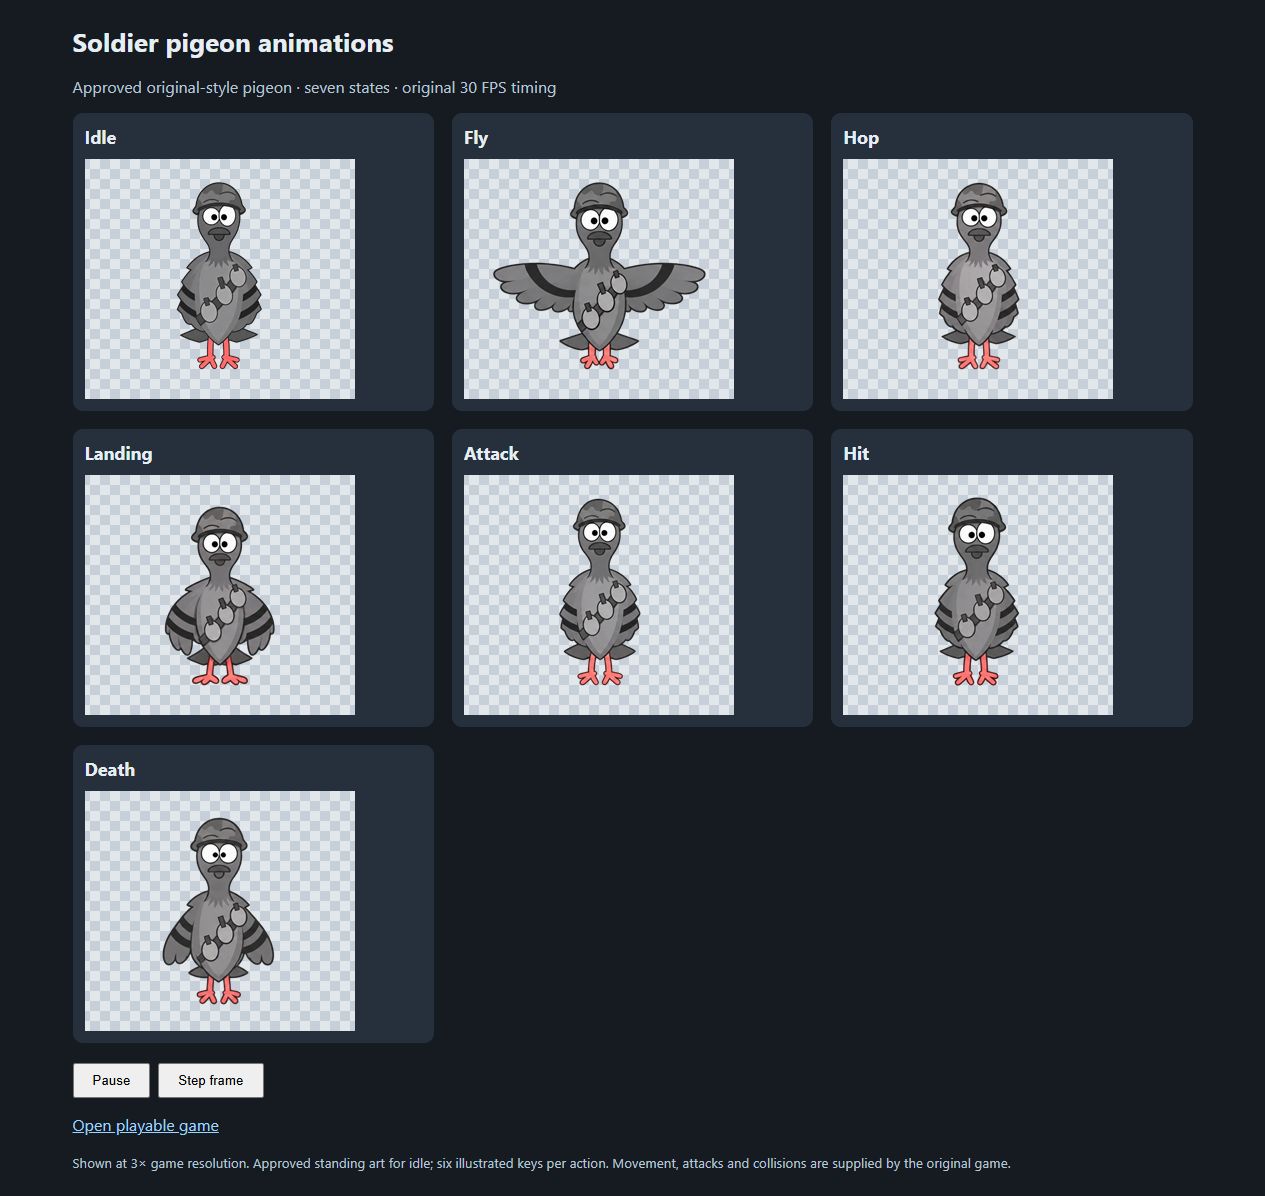 Soldier pigeon animations
Approved original-style pigeon · seven states · original 30 FPS timing
Idle
Fly
Hop
Landing
Attack
Hit
Death
Pause
Step frame
Open playable game
Shown at 3× game resolution. Approved standing art for idle; six illustrated keys per action. Movement, attacks and collisions are supplied by the original game.